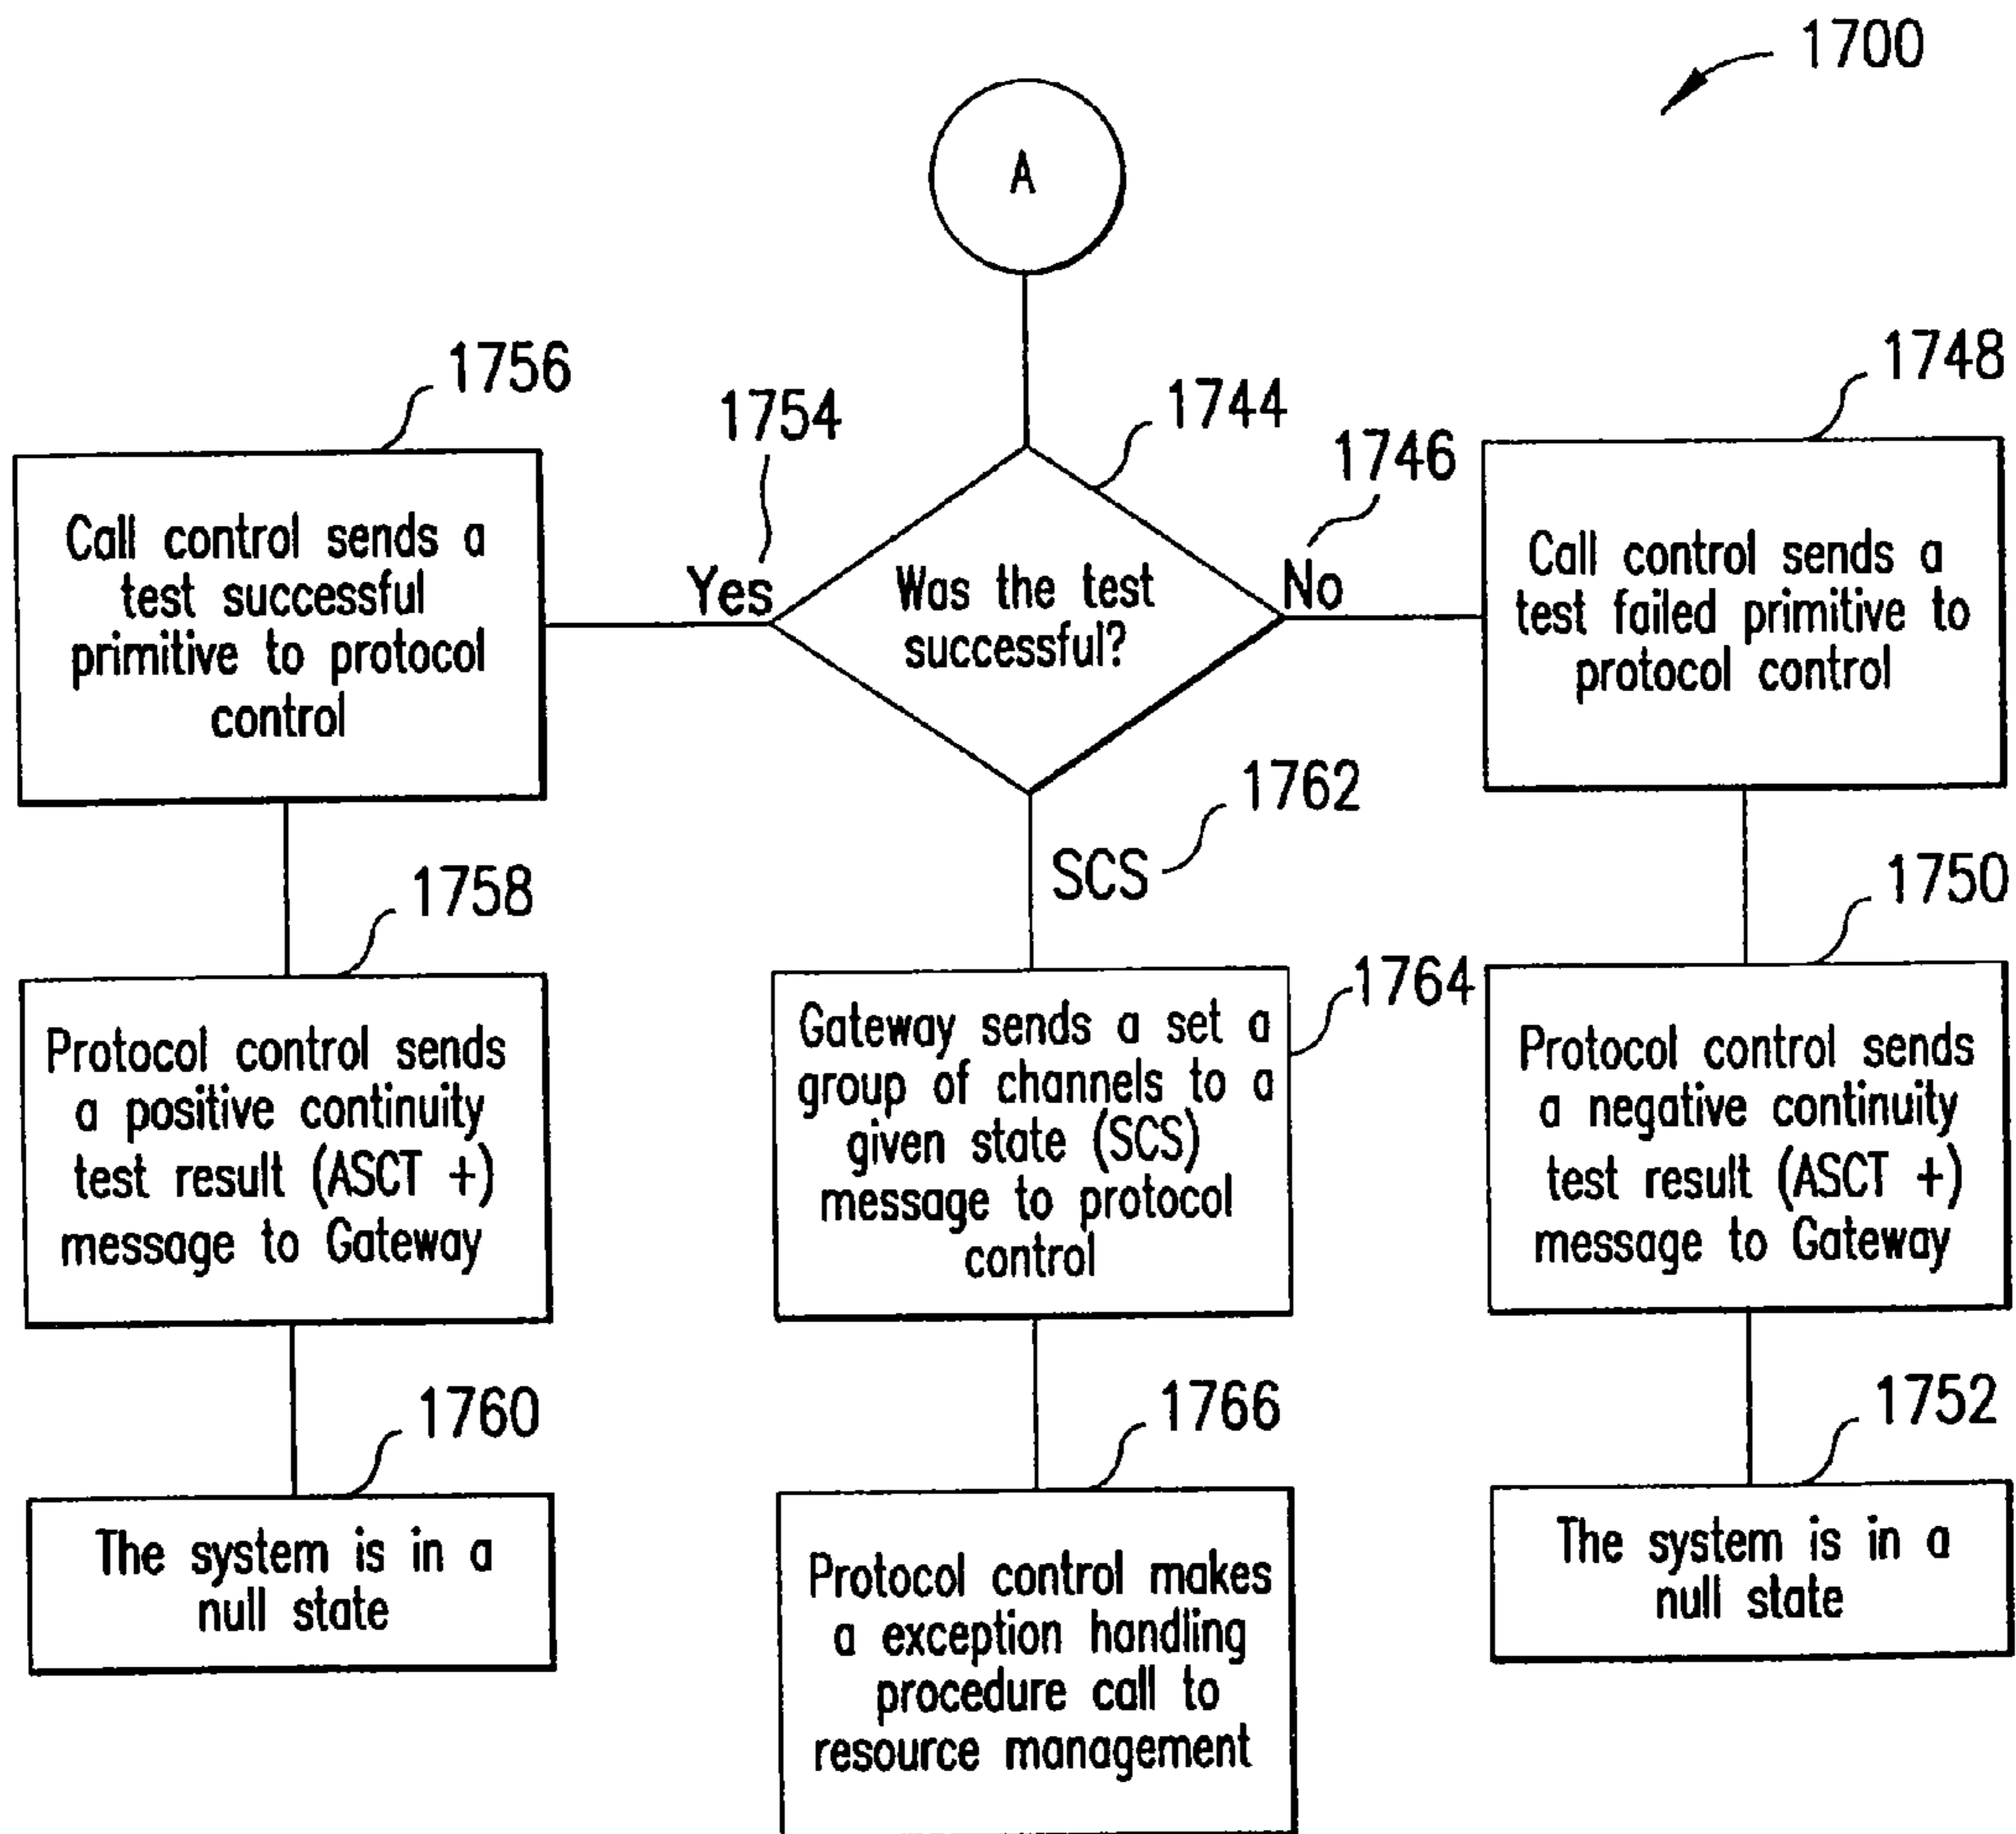 1700
A
1756
1754
1744
1746
1748
Call control sends a
test successful
primitive to protocol
control
Yes
Was the test
successful?
No
Call control sends a
test failed primitive to
protocol control
1762
SCS
1758
1764
1750
Protocol control sends
a positive continuity
test result (ASCT +)
message to Gateway
Gateway sends a set a
group of channels to a
given state (SCS)
message to protocol
control
Protocol control sends
a negative continuity
test result (ASCT +)
message to Gateway
1760
1766
1752
The system is in a
null state
Protocol control makes
a exception handling
procedure call to
resource management
The system is in a
null state